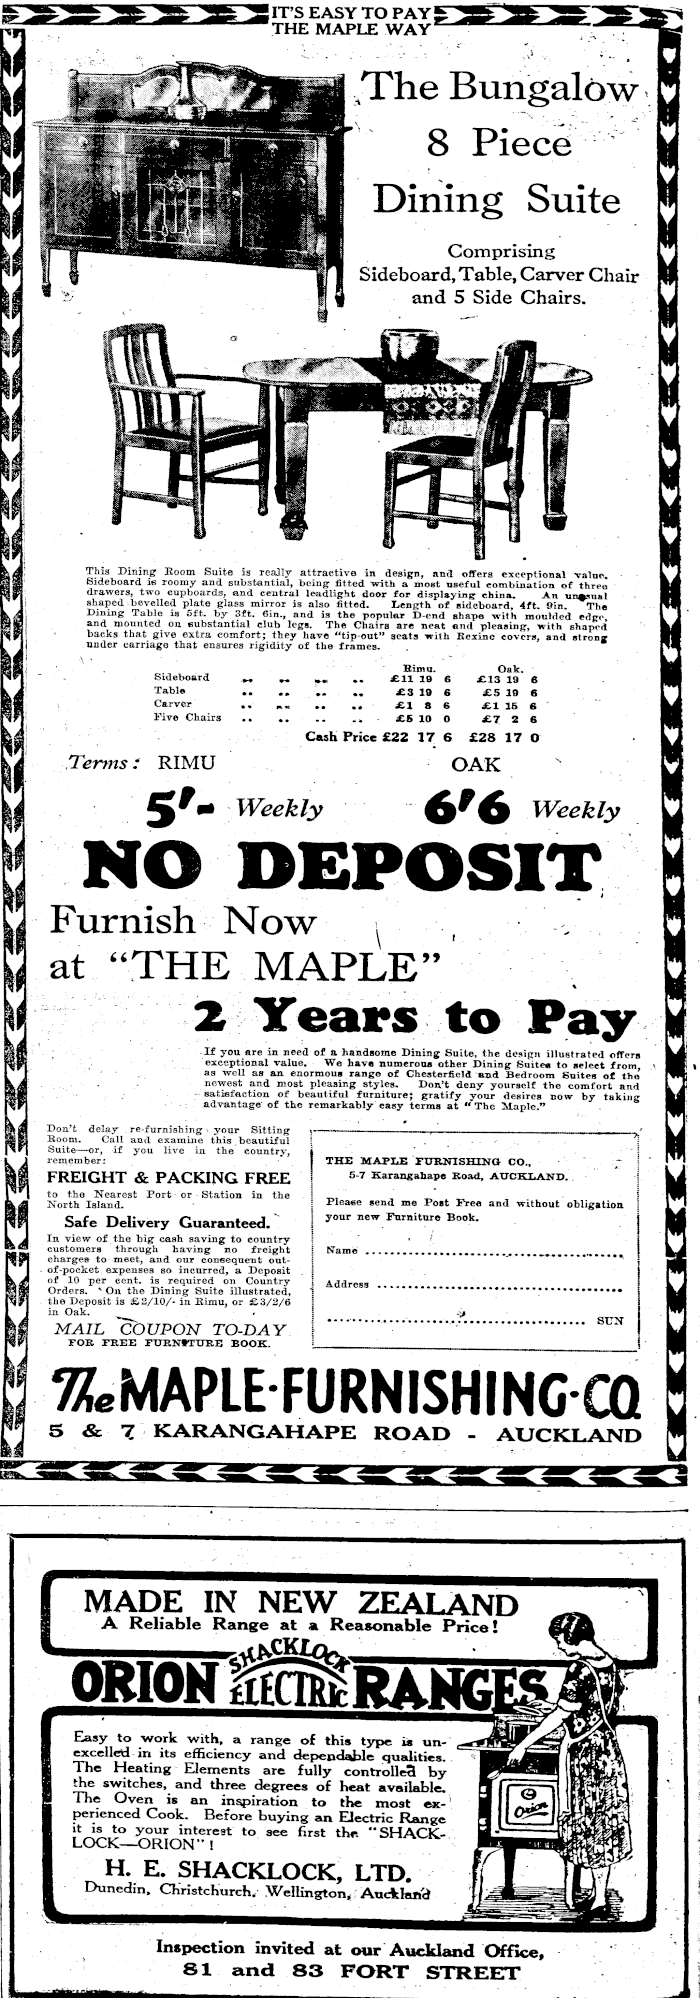 IT'S EASY TO PAY
THE MAPLE WAY
The Bungalow
8 Piece
Dining Suite
Comprising
Sideboard, Table, Carver Chair
and 5 Side Chairs.
This Dining Room Suite is really attractive in design, and offers exceptional value.
Sideboard is roomy and substantial, being fitted with a most useful combination of three
drawers, two cupboards, and central leadlight door for displaying china. An unusual
shaped bevelled plate glass mirror is also fitted. Length of sideboard, 4ft. 9in. The
Dining Table is 5ft. by 3ft. 6in., and is the popular D-end shape with moulded edge,
and mounted on substantial club legs. The Chairs are neat and pleasing, with shaped
backs that give extra comfort; they have "tip-out" seats with Rexine covers, and strong
under carriage that ensures rigidity of the frames.
Rimu. Oak.
Sideboard .. .. .. .. £11 19 6 £13 19 6
Table .. .. .. .. £3 19 6 £5 19 6
Carver .. .. .. .. £1 8 6 £1 15 6
Five Chairs .. .. .. .. £5 10 0 £7 2 6
Cash Price £22 17 6 £28 17 0
Terms: RIMU OAK
5/- Weekly 6/6 Weekly
NO DEPOSIT
Furnish Now
at "THE MAPLE"
2 Years to Pay
If you are in need of a handsome Dining Suite, the design illustrated offers
exceptional value. We have numerous other Dining Suites to select from,
as well as an enormous range of Chesterfield and Bedroom Suites of the
newest and most pleasing styles. Don't deny yourself the comfort and
satisfaction of beautiful furniture; gratify your desires now by taking
advantage of the remarkably easy terms at "The Maple."
Don't delay re-furnishing your Sitting
Room. Call and examine this beautiful
Suite—or, if you live in the country,
remember:
FREIGHT & PACKING FREE
to the Nearest Port or Station in the
North Island.
Safe Delivery Guaranteed.
In view of the big cash saving to country
customers through having no freight
charges to meet, and our consequent out-
of-pocket expenses so incurred, a Deposit
of 10 per cent. is required on Country
Orders. On the Dining Suite illustrated,
the Deposit is £2/10/- in Rimu, or £3/2/6
in Oak.
MAIL COUPON TO-DAY
FOR FREE FURNITURE BOOK.
THE MAPLE FURNISHING CO.,
5-7 Karangahape Road, AUCKLAND.
Please send me Post Free and without obligation
your new Furniture Book.
Name ..........
Address ..........
.......... SUN
The MAPLE·FURNISHING·CO.
5 & 7 KARANGAHAPE ROAD - AUCKLAND
MADE IN NEW ZEALAND
A Reliable Range at a Reasonable Price!
ORION SHACKLOCK ELECTRIC RANGES
Easy to work with, a range of this type is un-
excelled in its efficiency and dependable qualities.
The Heating Elements are fully controlled by
the switches, and three degrees of heat available.
The Oven is an inspiration to the most ex-
perienced Cook. Before buying an Electric Range
it is to your interest to see first the "SHACK-
LOCK—ORION"!
Orion
H. E. SHACKLOCK, LTD.
Dunedin, Christchurch, Wellington, Auckland
Inspection invited at our Auckland Office,
81 and 83 FORT STREET